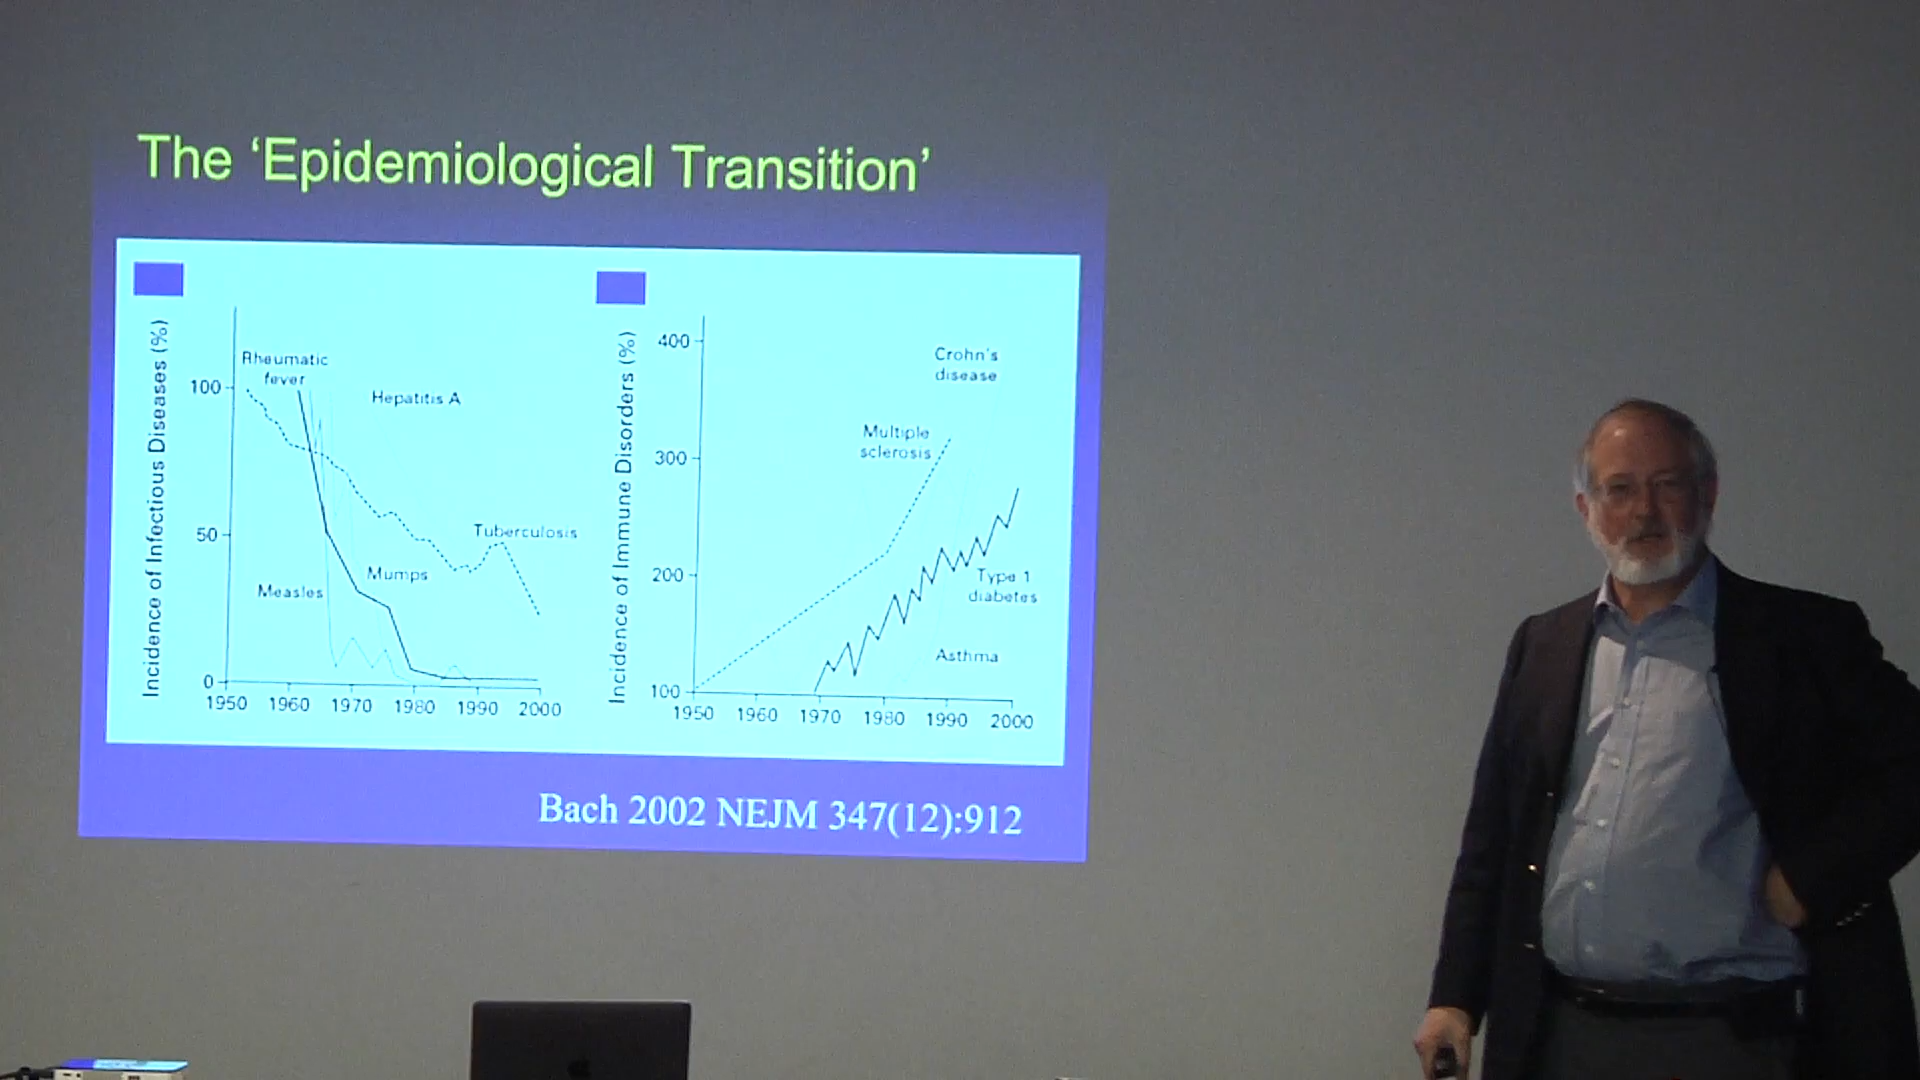 The ‘Epidemiological Transition’
Incidence of Infectious Diseases (%)
100
50
0
Rheumatic
fever
Hepatitis A
Tuberculosis
Mumps
Measles
1950 1960 1970 1980 1990 2000
Incidence of Immune Disorders (%)
400
300
200
100
Crohn's
disease
Multiple
sclerosis
Type 1
diabetes
Asthma
1950 1960 1970 1980 1990 2000
Bach 2002 NEJM 347(12):912